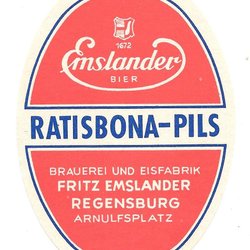 1672
Emslander
BIER
RATISBONA-PILS
BRAUEREI UND EISFABRIK
FRITZ EMSLANDER
REGENSBURG
ARNULFSPLATZ